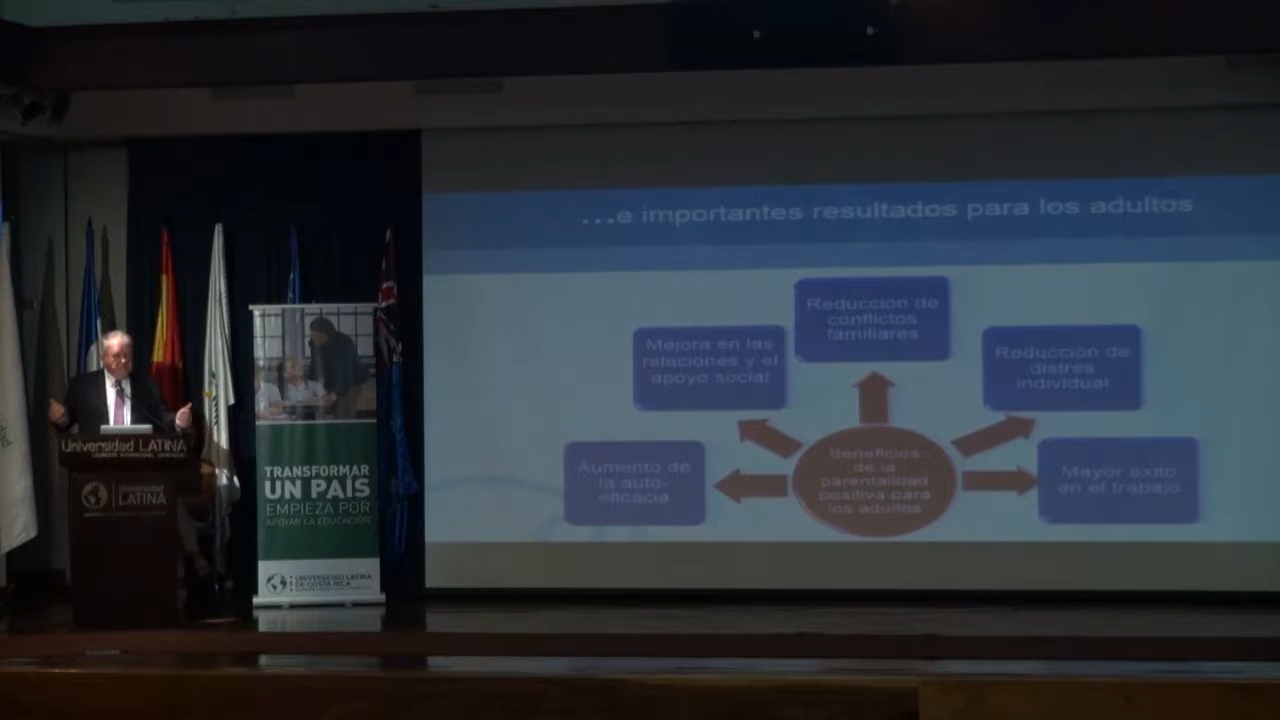 ...e importantes resultados para los adultos
Reducción de
conflictos
familiares
Mejora en las
relaciones y el
apoyo social
Reducción de
distrés
individual
Aumento de
la auto-
eficacia
Beneficios
de la
parentalidad
positiva para
los adultos
Mayor éxito
en el trabajo
Universidad LATINA
Universidad
LATINA
TRANSFORMAR
UN PAÍS
EMPIEZA POR
APOYAR LA EDUCACIÓN
UNIVERSIDAD LATINA
DE COSTA RICA